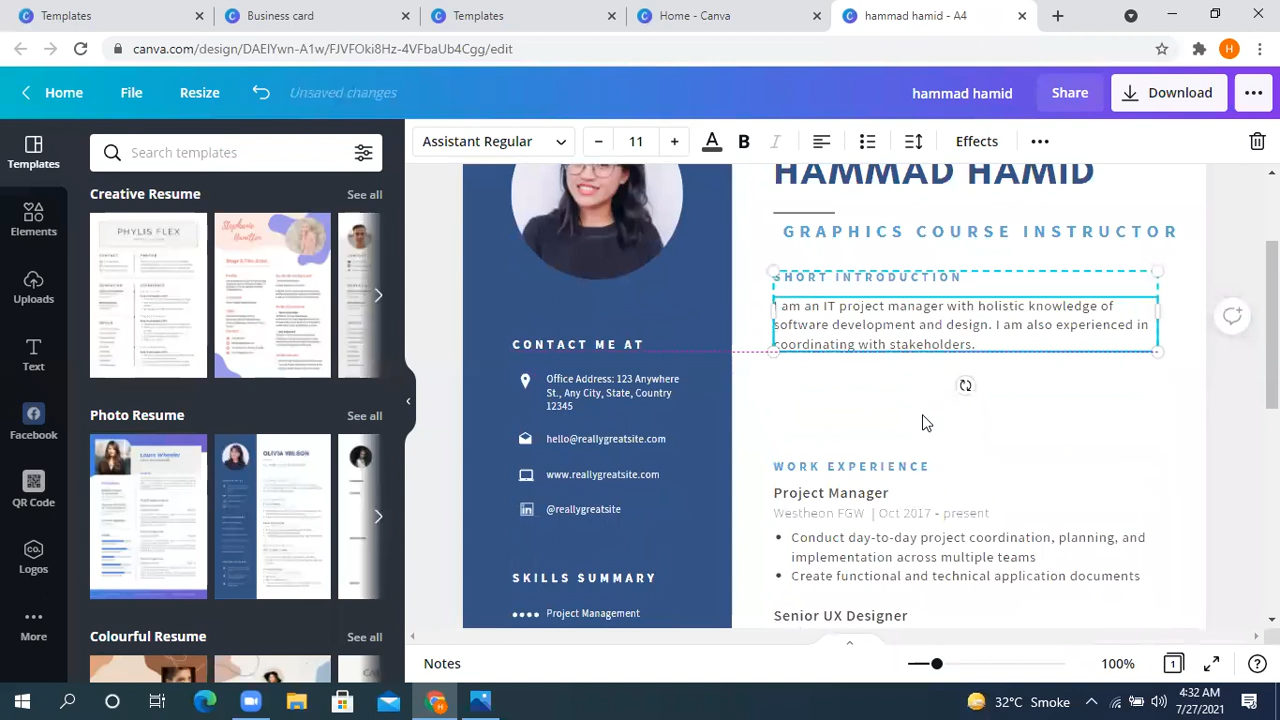 Templates
Business card
Templates
Home - Canva
hammad hamid - A4
canva.com/design/DAElYwn-A1w/FJVFOki8Hz-4VFbaUb4Cgg/edit
H
Home
File
Resize
Unsaved changes
hammad hamid
Share
Download
Templates
Elements
Facebook
Logos
More
Search templates
Creative Resume
See all
PHYLIS FLEX
Photo Resume
See all
Colourful Resume
See all
Assistant Regular
11
A
B
I
Effects
HAMMAD HAMID
GRAPHICS COURSE INSTRUCTOR
SHORT INTRODUCTION
I am an IT project manager with holistic knowledge of
software development and design. I am also experienced in
coordinating with stakeholders.
CONTACT ME AT
Office Address: 123 Anywhere
St., Any City, State, Country
12345
hello@reallygreatsite.com
www.reallygreatsite.com
@reallygreatsite
SKILLS SUMMARY
Project Management
WORK EXPERIENCE
Project Manager
Westheon FGW | Oct 2017 - present
Conduct day-to-day project coordination, planning, and
implementation across multiple teams
Create functional and technical application documents
Senior UX Designer
Notes
100%
1
32°C Smoke
4:32 AM
7/27/2021